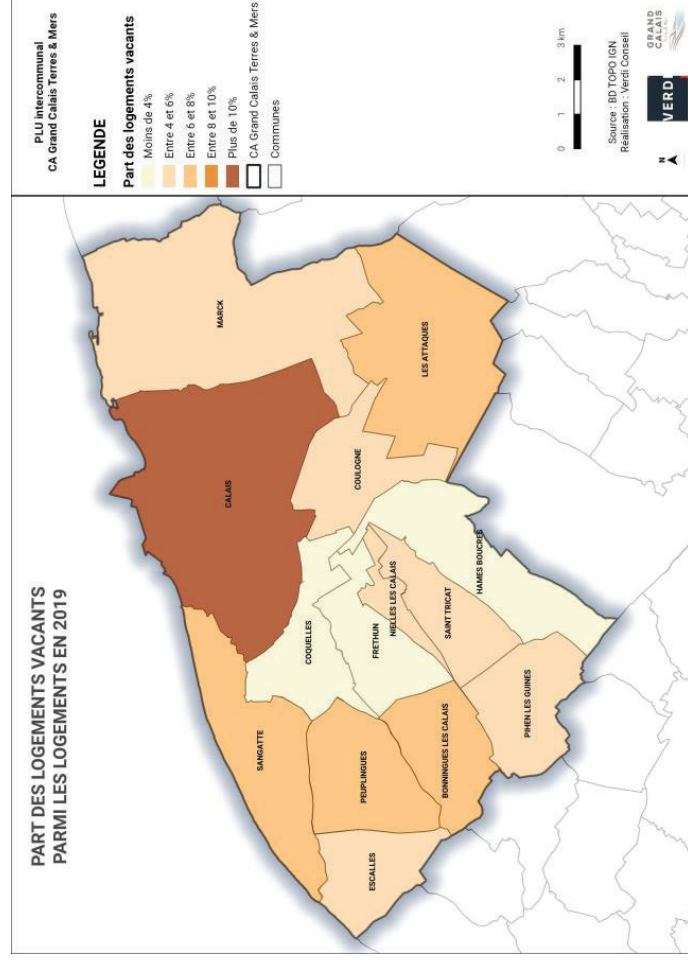 PART DES LOGEMENTS VACANTS
PARMI LES LOGEMENTS EN 2019
MARCK
CALAIS
LES ATTAQUES
COULOGNE
COQUELLES
SANGATTE
FRETHUN
NIELLES LES CALAIS
HAMES BOUCRES
SAINT TRICAT
PEUPLINGUES
BONNINGUES LES CALAIS
PIHEN LES GUINES
ESCALLES
PLU intercommunal
CA Grand Calais Terres & Mers
LEGENDE
Part des logements vacants
Moins de 4%
Entre 4 et 6%
Entre 6 et 8%
Entre 8 et 10%
Plus de 10%
CA Grand Calais Terres & Mers
Communes
0 1 2 3 km
Source : BD TOPO IGN
Réalisation : Verdi Conseil
N
VERDI
GRAND
CALAIS